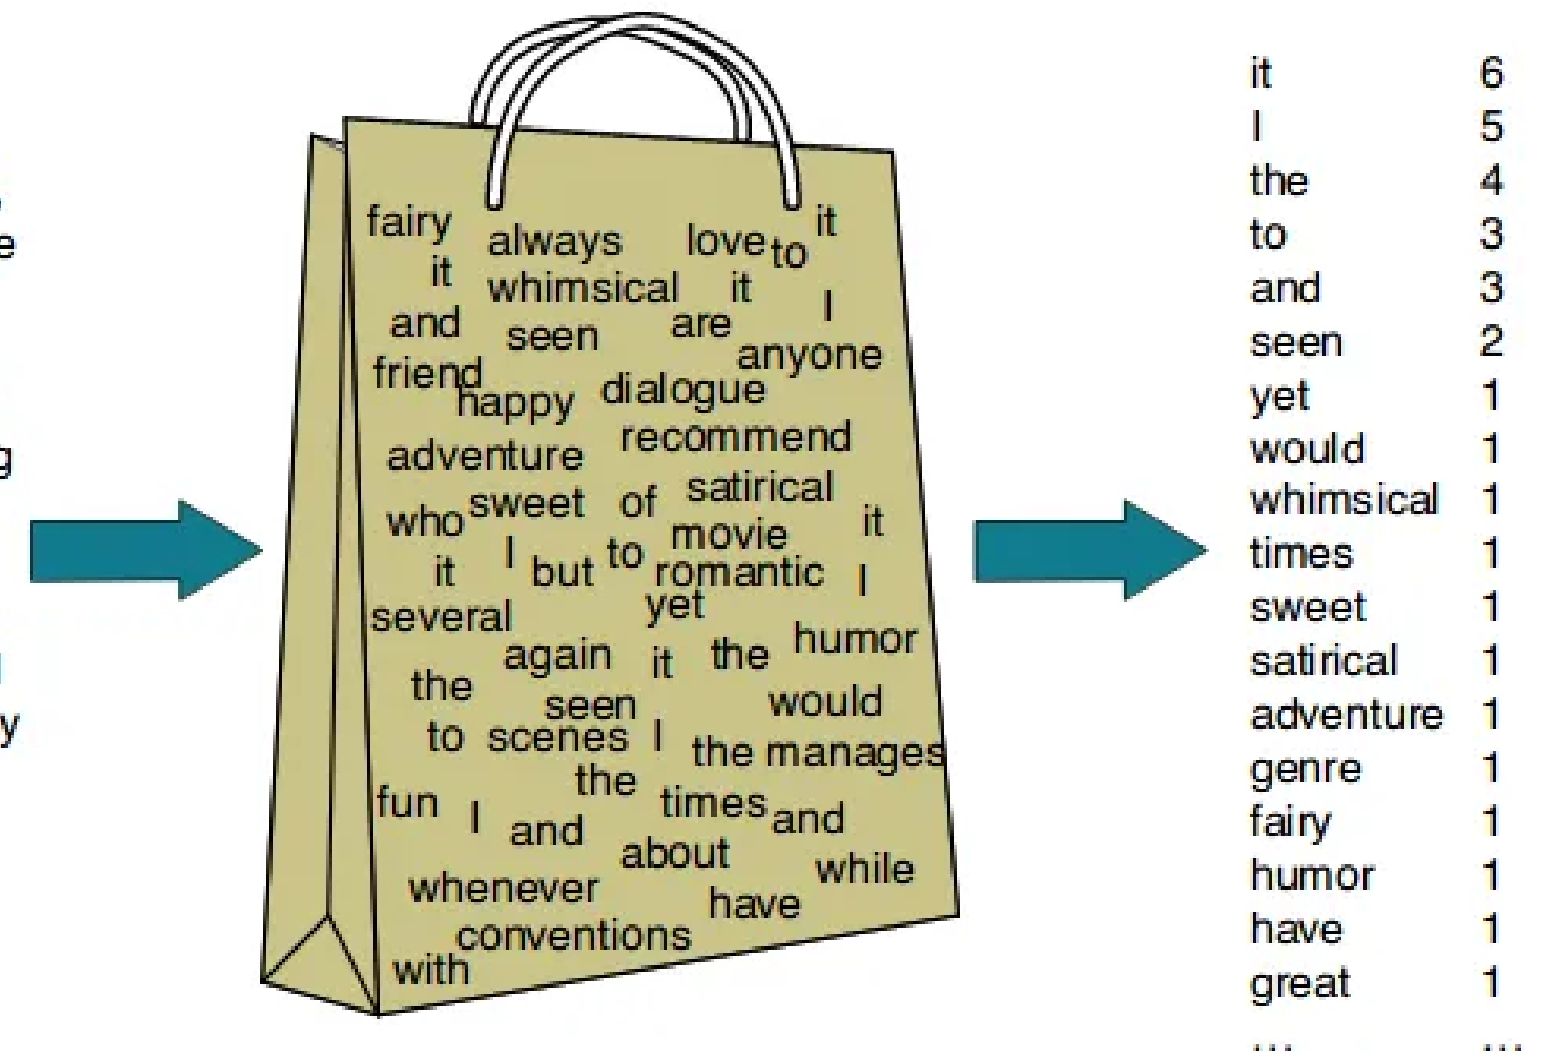 fairy always love to it
it whimsical it I
and seen are anyone
friend happy dialogue
adventure recommend
who sweet of satirical
it I but to movie it
romantic I
several yet
again it the humor
the seen would
to scenes I the manages
the
fun I and times and
about while
whenever have
conventions
with
it 6
I 5
the 4
to 3
and 3
seen 2
yet 1
would 1
whimsical 1
times 1
sweet 1
satirical 1
adventure 1
genre 1
fairy 1
humor 1
have 1
great 1
... ...